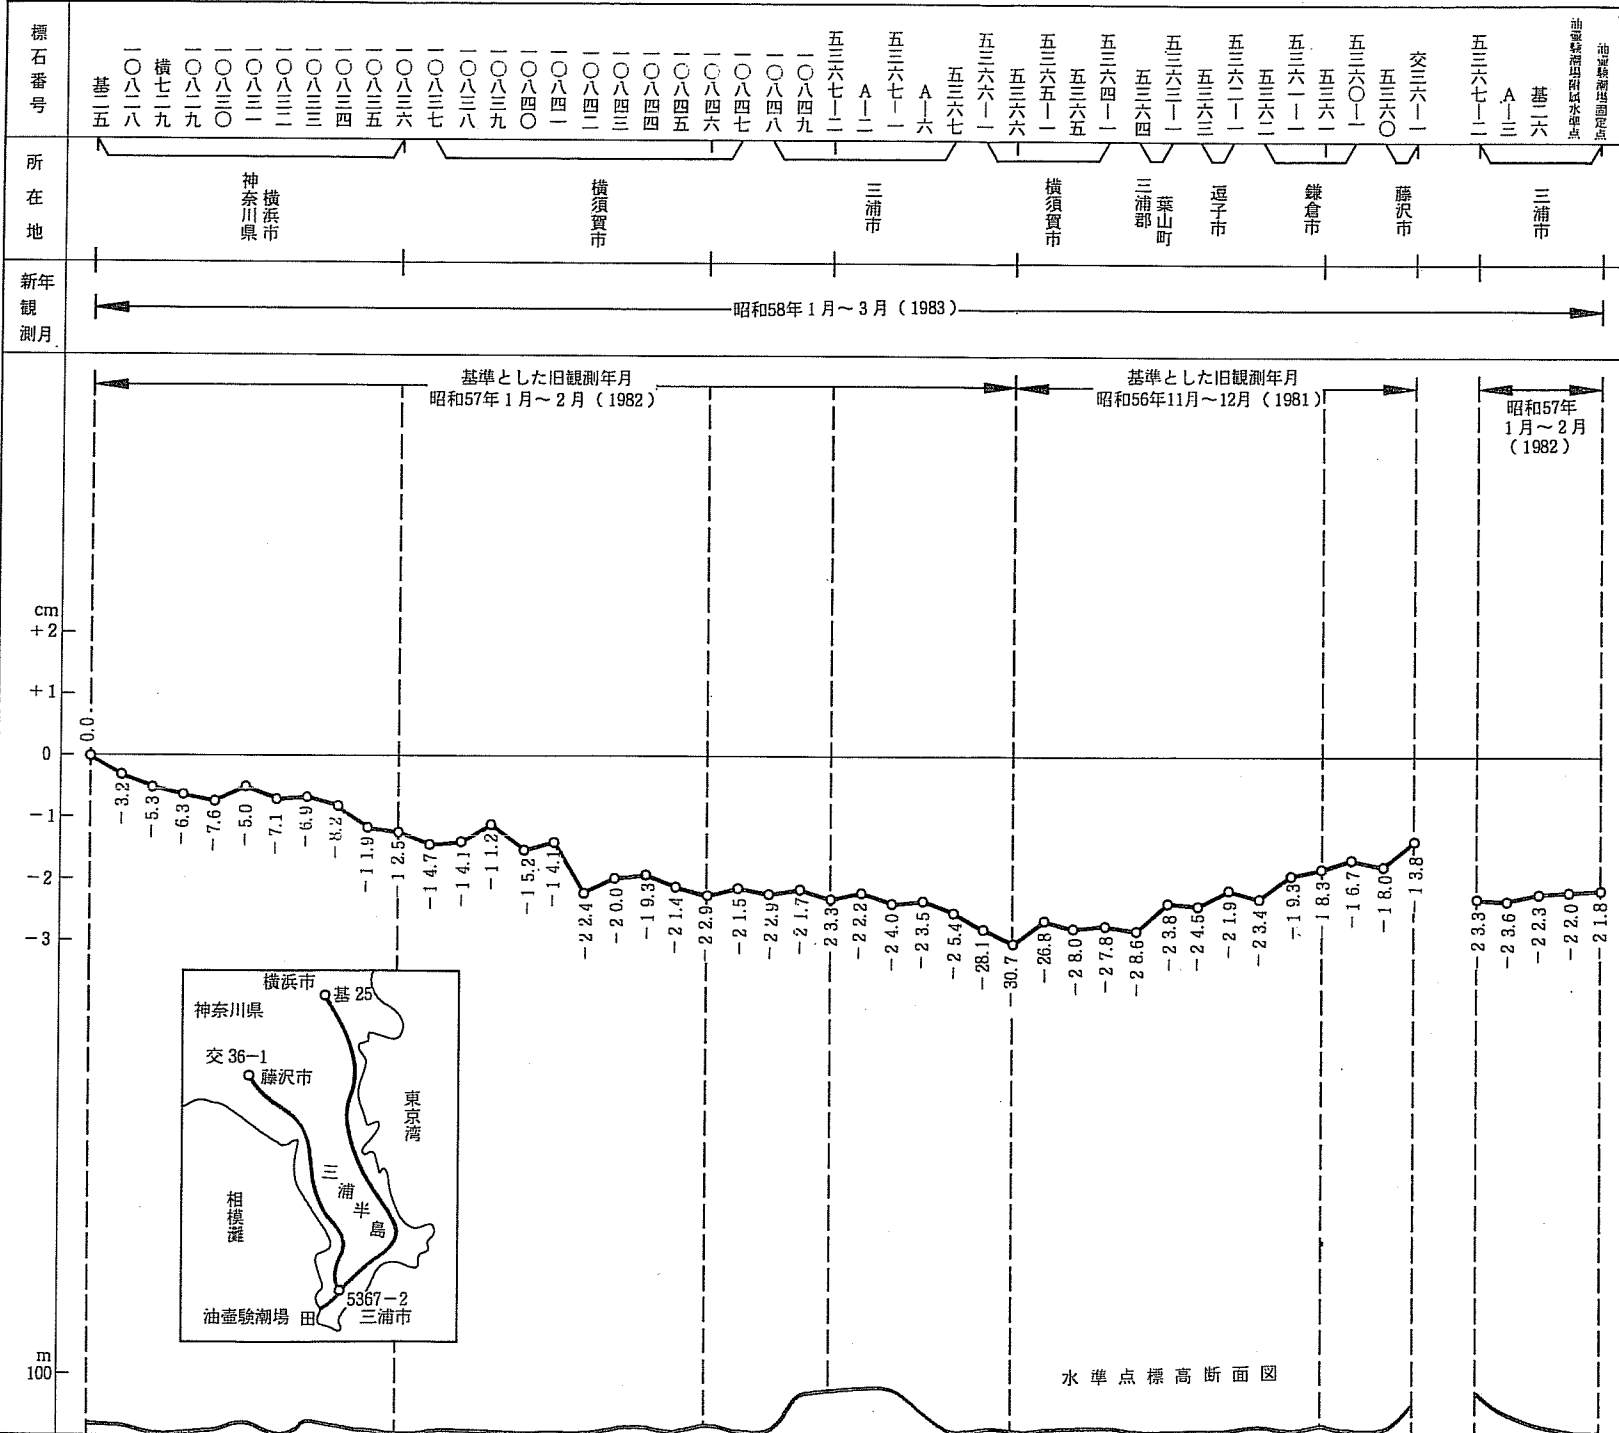 標石番号
基二五
一〇八二八
横七二九
一〇八二九
一〇八三〇
一〇八三一
一〇八三二
一〇八三三
一〇八三四
一〇八三五
一〇八三六
一〇八三七
一〇八三八
一〇八三九
一〇八四〇
一〇八四一
一〇八四二
一〇八四三
一〇八四四
一〇八四五
一〇八四六
一〇八四七
一〇八四八
一〇八四九
五三六七―二
A―二
五三六七―一
A―六
五三六七
五三六六―一
五三六六
五三六五―一
五三六五
五三六四―一
五三六四
五三六三―一
五三六三
五三六二―一
五三六二
五三六一―一
五三六一
五三六〇―一
五三六〇
交三六―一
五三六七―二
A―三
基二六
油壷験潮場附属水準点
油壷験潮場固定点
所在地
神奈川県
横浜市
横須賀市
三浦市
横須賀市
三浦郡
葉山町
逗子市
鎌倉市
藤沢市
三浦市
新年
観
測月
昭和58年1月～3月(1983)
基準とした旧観測年月
昭和57年1月～2月(1982)
基準とした旧観測年月
昭和56年11月～12月(1981)
昭和57年
1月～2月
(1982)
cm
+2
+1
0
-1
-2
-3
0.0
-3.2
-5.3
-6.3
-7.6
-5.0
-7.1
-6.9
-8.2
-11.9
-12.5
-14.7
-14.1
-11.2
-15.2
-14.1
-22.4
-20.0
-19.3
-21.4
-22.9
-21.5
-22.9
-21.7
-23.3
-22.2
-24.0
-23.5
-25.4
-28.1
-30.7
-26.8
-28.0
-27.8
-28.6
-23.8
-24.5
-21.9
-23.4
-19.3
-18.3
-16.7
-18.0
-13.8
-23.3
-23.6
-22.3
-22.0
-21.8
横浜市
基25
神奈川県
交36-1
藤沢市
東京湾
三浦半島
相模灘
5367-2
油壷験潮場
三浦市
m
100
水準点標高断面図